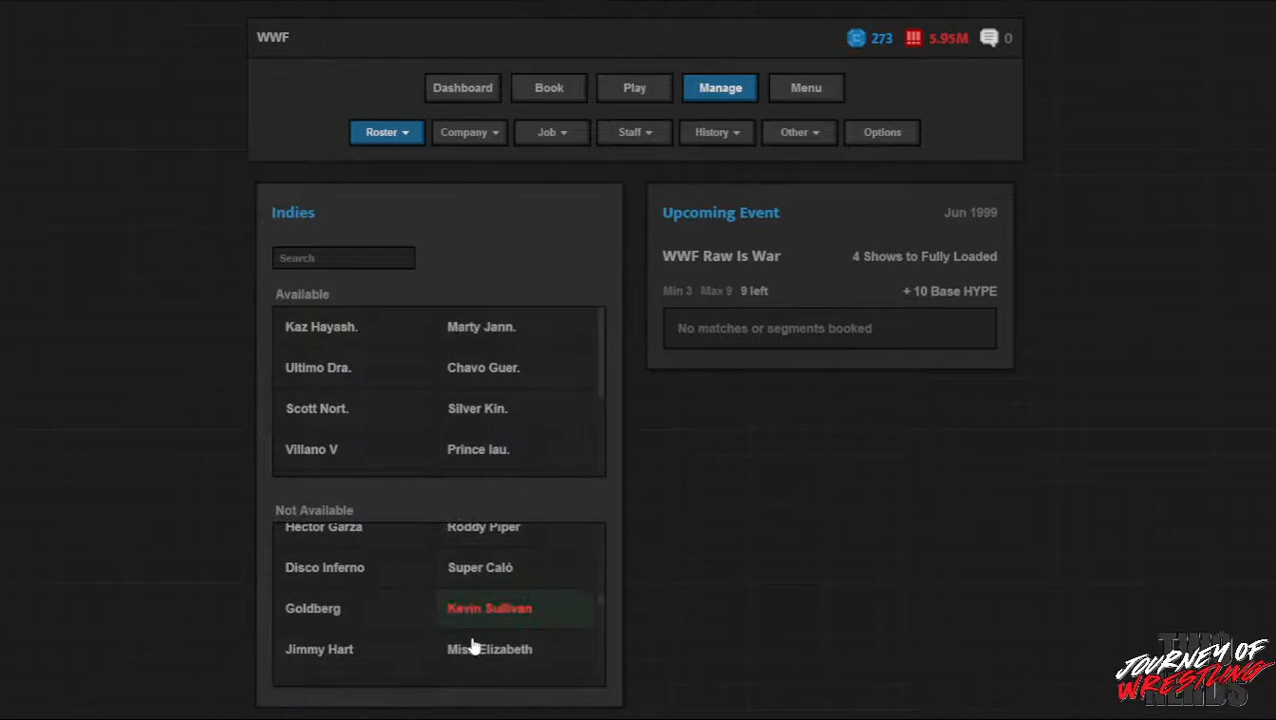 WWF
273
5.95M
0
Dashboard
Book
Play
Manage
Menu
Roster
Company
Job
Staff
History
Other
Options
Indies
Search
Available
Kaz Hayash. Marty Jann.
Ultimo Dra. Chavo Guer.
Scott Nort. Silver Kin.
Villano V Prince Iau.
Not Available
Hector Garza Roddy Piper
Disco Inferno Super Caló
Goldberg Kevin Sullivan
Jimmy Hart Miss Elizabeth
Upcoming Event Jun 1999
WWF Raw Is War 4 Shows to Fully Loaded
Min 3 Max 9 9 left + 10 Base HYPE
No matches or segments booked
JOURNEY OF
WRESTLING